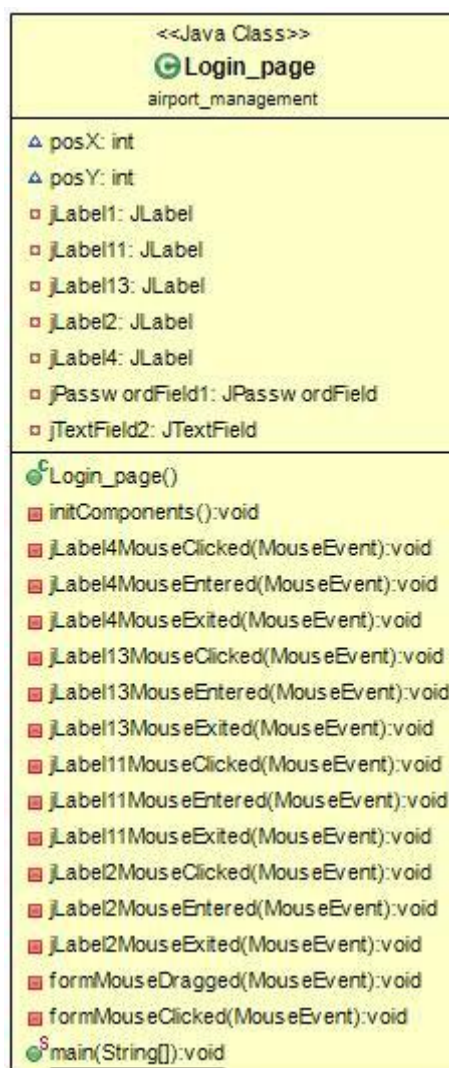 <<Java Class>>
Login_page
airport_management
posX: int
posY: int
jLabel1: JLabel
jLabel11: JLabel
jLabel13: JLabel
jLabel2: JLabel
jLabel4: JLabel
jPasswordField1: JPasswordField
jTextField2: JTextField
Login_page()
initComponents():void
jLabel4MouseClicked(MouseEvent):void
jLabel4MouseEntered(MouseEvent):void
jLabel4MouseExited(MouseEvent):void
jLabel13MouseClicked(MouseEvent):void
jLabel13MouseEntered(MouseEvent):void
jLabel13MouseExited(MouseEvent):void
jLabel11MouseClicked(MouseEvent):void
jLabel11MouseEntered(MouseEvent):void
jLabel11MouseExited(MouseEvent):void
jLabel2MouseClicked(MouseEvent):void
jLabel2MouseEntered(MouseEvent):void
jLabel2MouseExited(MouseEvent):void
formMouseDragged(MouseEvent):void
formMouseClicked(MouseEvent):void
main(String[]):void